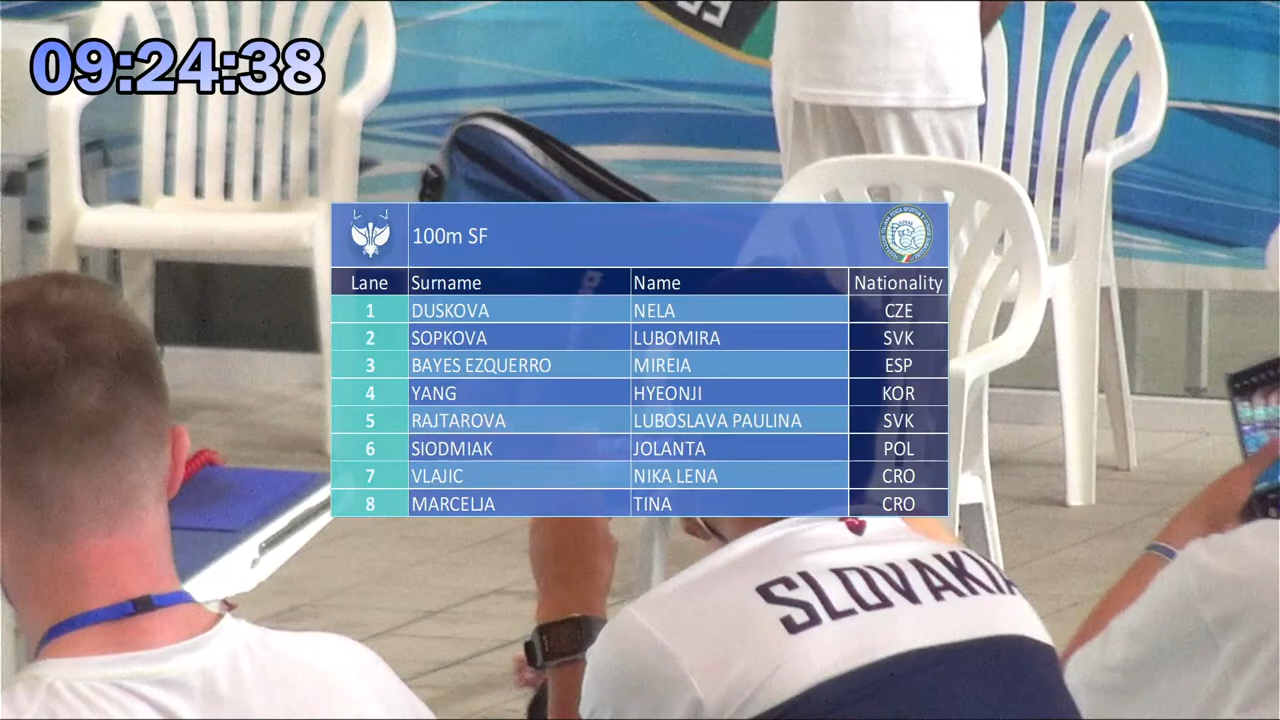 09:24:38
100m SF
Lane Surname Name Nationality
1 DUSKOVA NELA CZE
2 SOPKOVA LUBOMIRA SVK
3 BAYES EZQUERRO MIREIA ESP
4 YANG HYEONJI KOR
5 RAJTAROVA LUBOSLAVA PAULINA SVK
6 SIODMIAK JOLANTA POL
7 VLAJIC NIKA LENA CRO
8 MARCELJA TINA CRO
SLOVAKIA